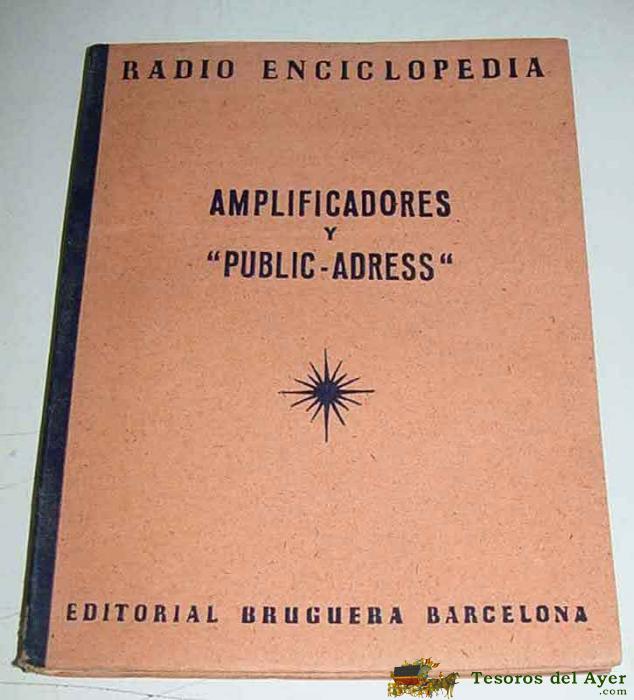 RADIO ENCICLOPEDIA
AMPLIFICADORES
Y
“PUBLIC-ADRESS“
EDITORIAL BRUGUERA BARCELONA
Tesoros del Ayer
.com